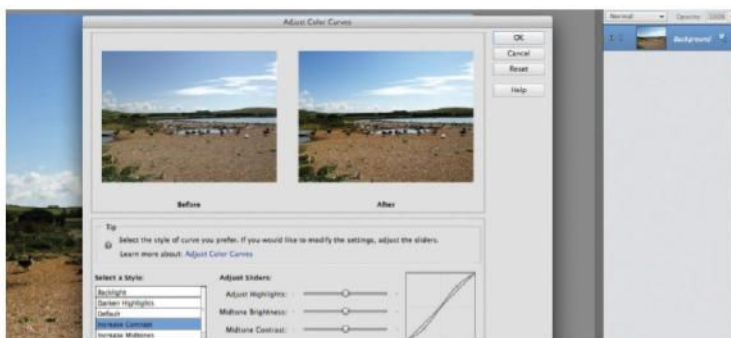 Adjust Color Curves
Normal Opacity: 100%
Background
OK
Cancel
Reset
Help
Before After
Tip
Select the style of curve you prefer. If you would like to modify the settings, adjust the sliders.
Learn more about: Adjust Color Curves
Select a Style: Adjust Sliders:
Backlight
Darken Highlights
Default
Increase Contrast
Increase Midtones
Adjust Highlights:
Midtone Brightness:
Midtone Contrast: